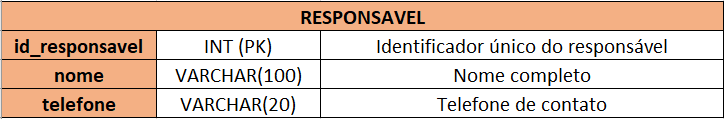 RESPONSAVEL
id_responsavel INT (PK) Identificador único do responsável
nome VARCHAR(100) Nome completo
telefone VARCHAR(20) Telefone de contato